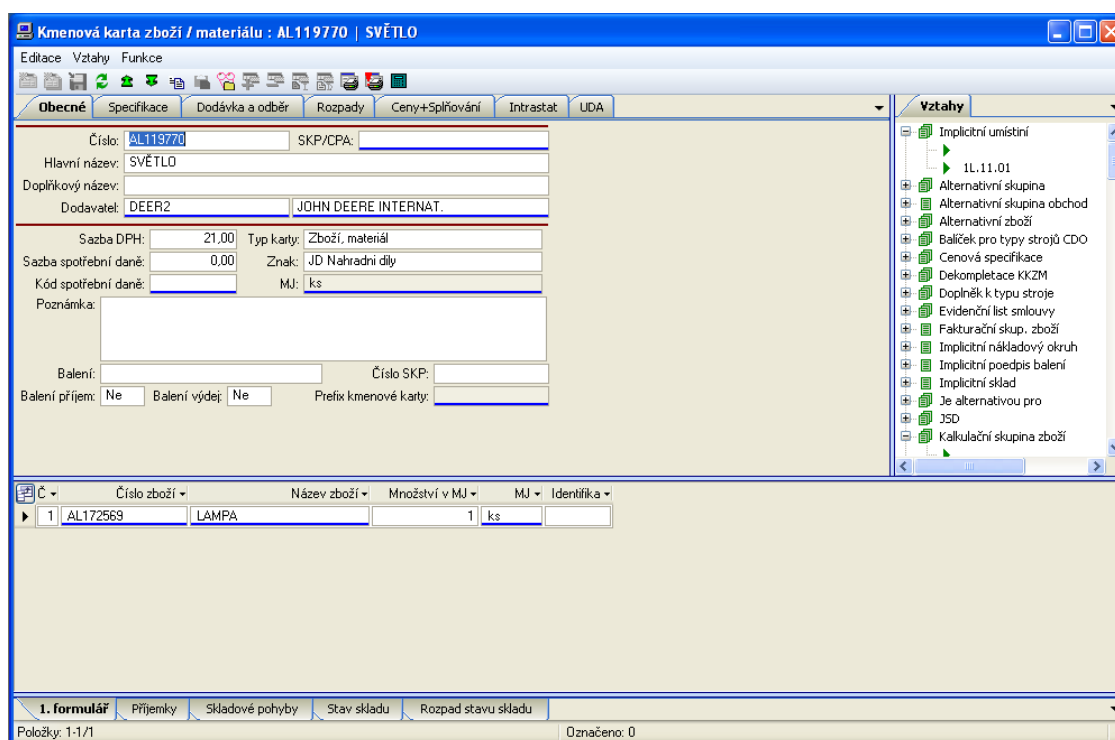 Kmenová karta zboží / materiálu : AL119770 | SVĚTLO
Editace Vztahy Funkce
Obecné Specifikace Dodávka a odběr Rozpady Ceny+Splňování Intrastat UDA
Číslo: AL119770 SKP/CPA:
Hlavní název: SVĚTLO
Doplňkový název:
Dodavatel: DEER2 JOHN DEERE INTERNAT.
Sazba DPH: 21,00 Typ karty: Zboží, materiál
Sazba spotřební daně: 0,00 Znak: JD Nahradni dily
Kód spotřební daně: MJ: ks
Poznámka:
Balení: Číslo SKP:
Balení příjem: Ne Balení výdej: Ne Prefix kmenové karty:
Vztahy
Implicitní umístiní
1L.11.01
Alternativní skupina
Alternativní skupina obchod
Alternativní zboží
Balíček pro typy strojů CDO
Cenová specifikace
Dekompletace KKZM
Doplněk k typu stroje
Evidenční list smlouvy
Fakturační skup. zboží
Implicitní nákladový okruh
Implicitní poedpis balení
Implicitní sklad
Je alternativou pro
JSD
Kalkulační skupina zboží
Č Číslo zboží Název zboží Množství v MJ MJ Identifika
1 AL172569 LAMPA 1 ks
1. formulář Příjemky Skladové pohyby Stav skladu Rozpad stavu skladu
Položky: 1-1/1 Označeno: 0